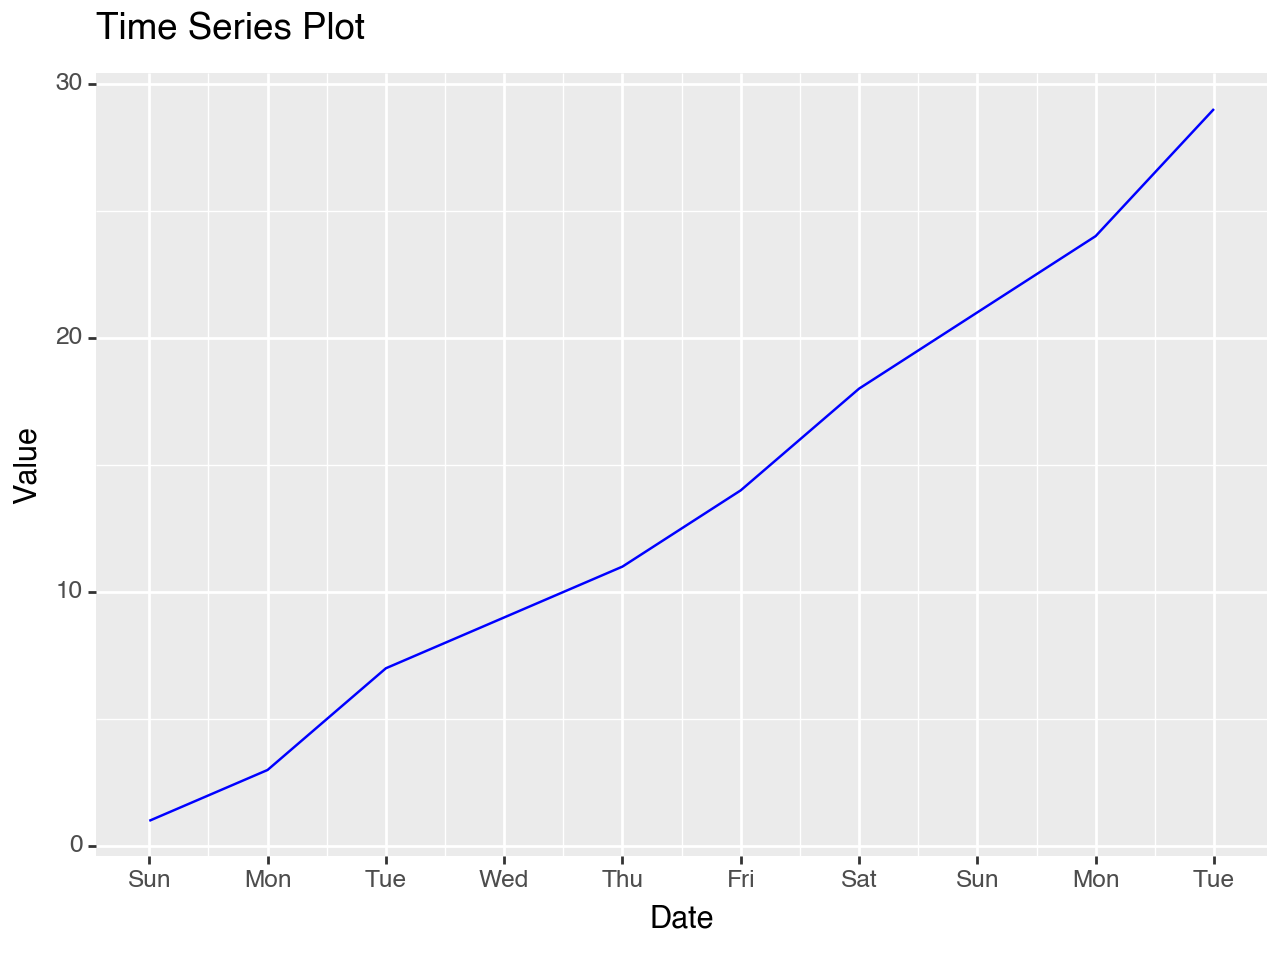 Time Series Plot
30
20
10
0
Value
Sun Mon Tue Wed Thu Fri Sat Sun Mon Tue
Date